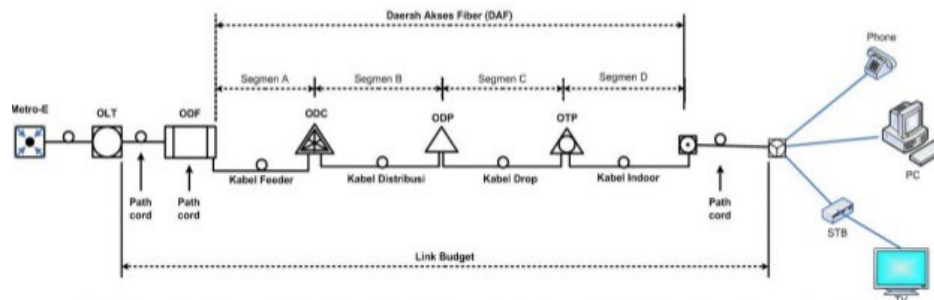 Daerah Akses Fiber (DAF)
Phone
Segmen A
Segmen B
Segmen C
Segmen D
Metro-E
OLT
ODF
ODC
ODP
OTP
PC
Kabel Feeder
Kabel Distribusi
Kabel Drop
Kabel Indoor
Path
cord
Path
cord
Path
cord
STB
Link Budget
TV